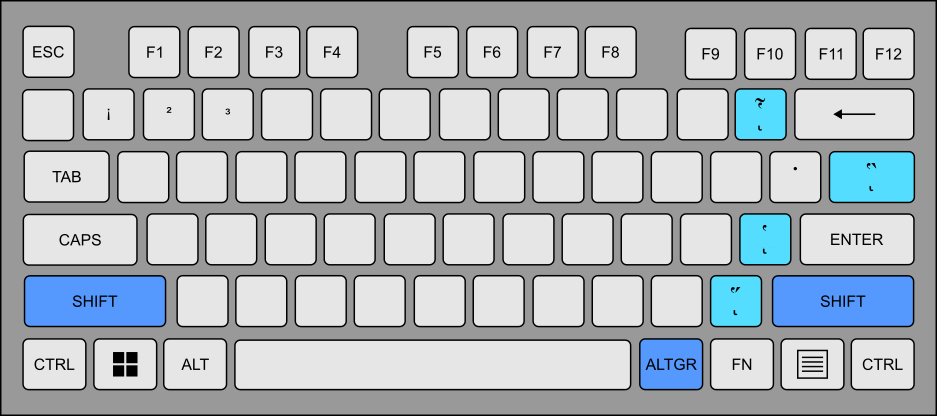 ESC F1 F2 F3 F4 F5 F6 F7 F8 F9 F10 F11 F12
¡ ² ³ ῟ ͺ ←
TAB · ῝ ͺ
CAPS ῾ ͺ ENTER
SHIFT ῞ ͺ SHIFT
CTRL ALT ALTGR FN CTRL